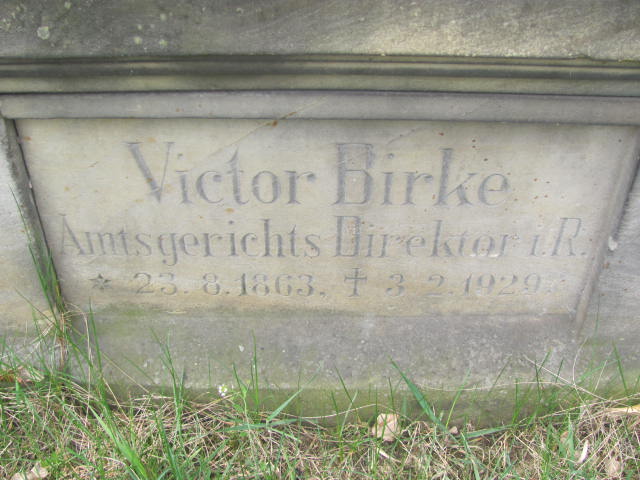 Victor Birke
Amtsgerichts Direktor i.R.
* 23.8.1863. † 3.2.1929.